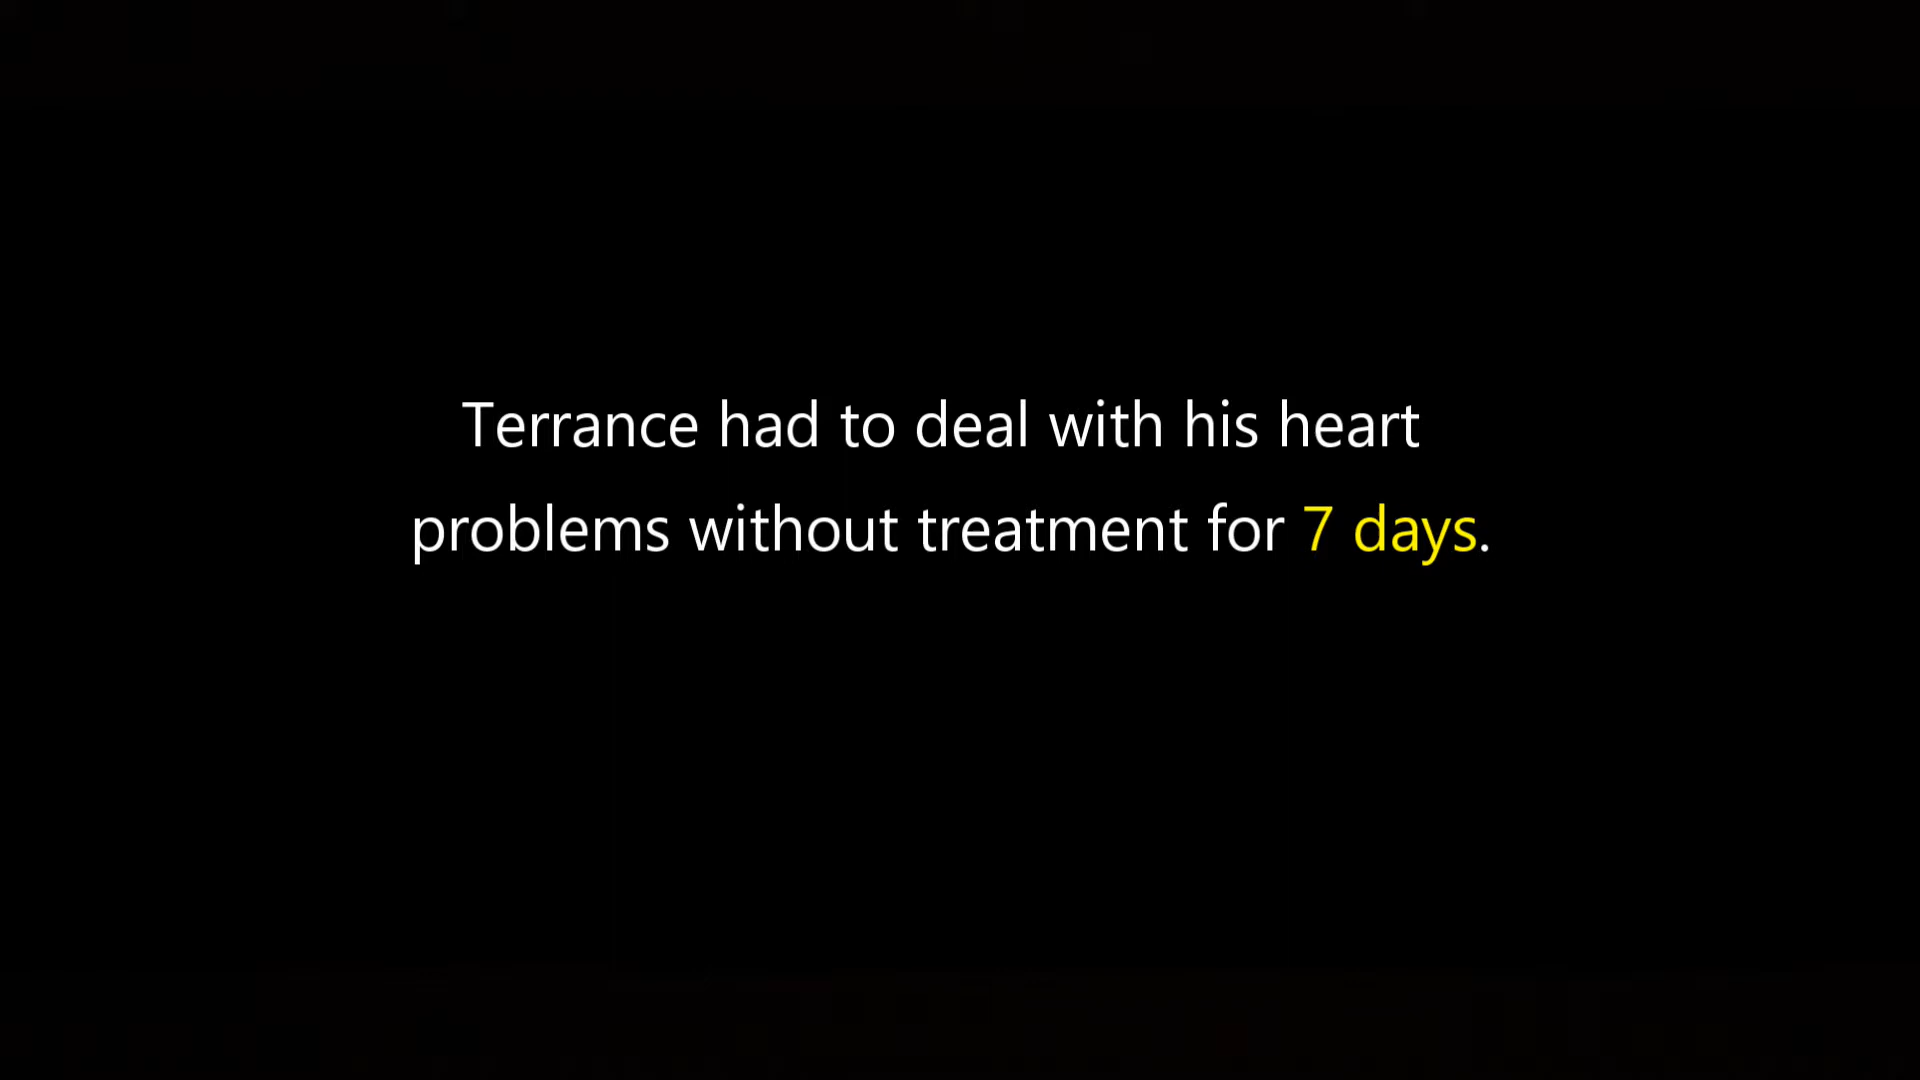 Terrance had to deal with his heart
problems without treatment for 7 days.